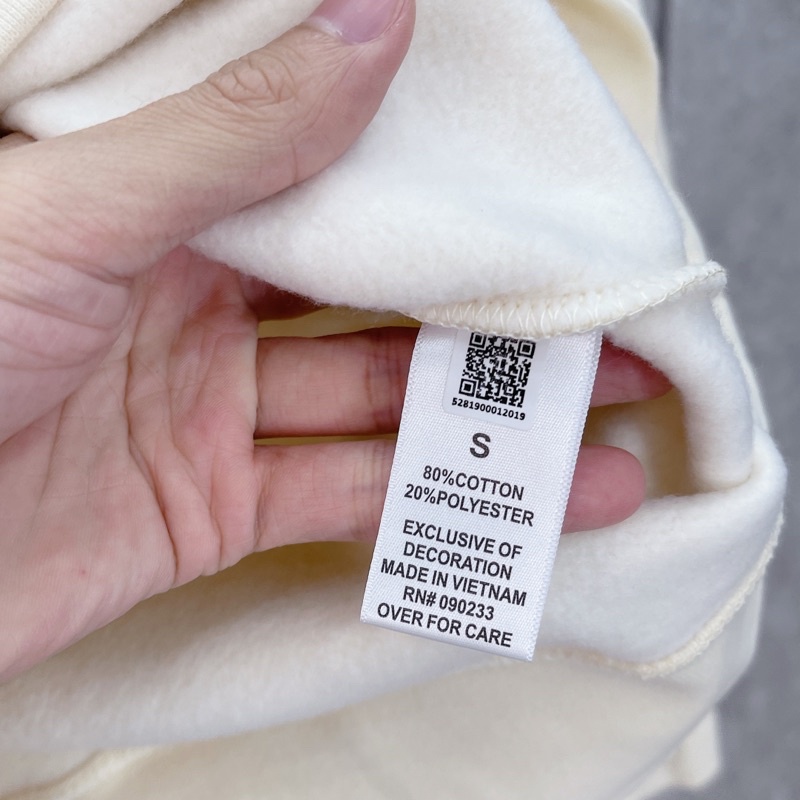 5281900012019
S
80%COTTON
20%POLYESTER
EXCLUSIVE OF
DECORATION
MADE IN VIETNAM
RN# 090233
OVER FOR CARE